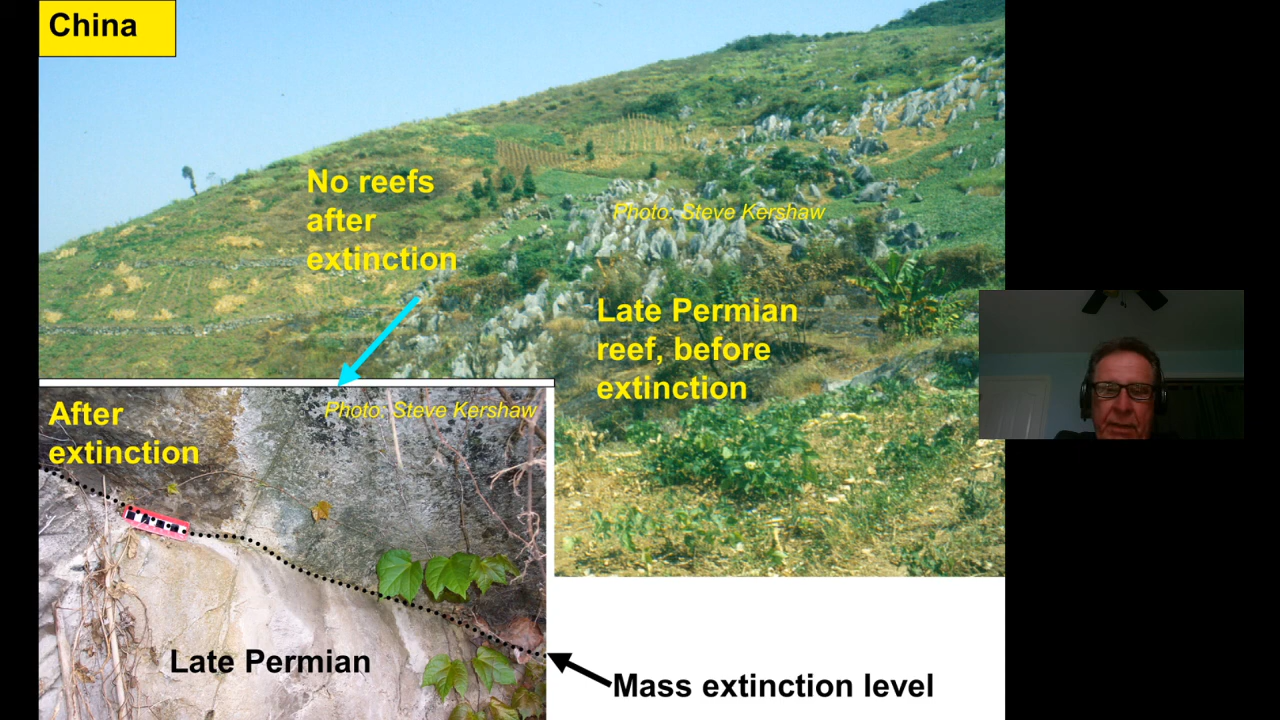 China
No reefs
after
extinction
Photo: Steve Kershaw
Late Permian
reef, before
extinction
After
extinction
Photo: Steve Kershaw
Late Permian
Mass extinction level